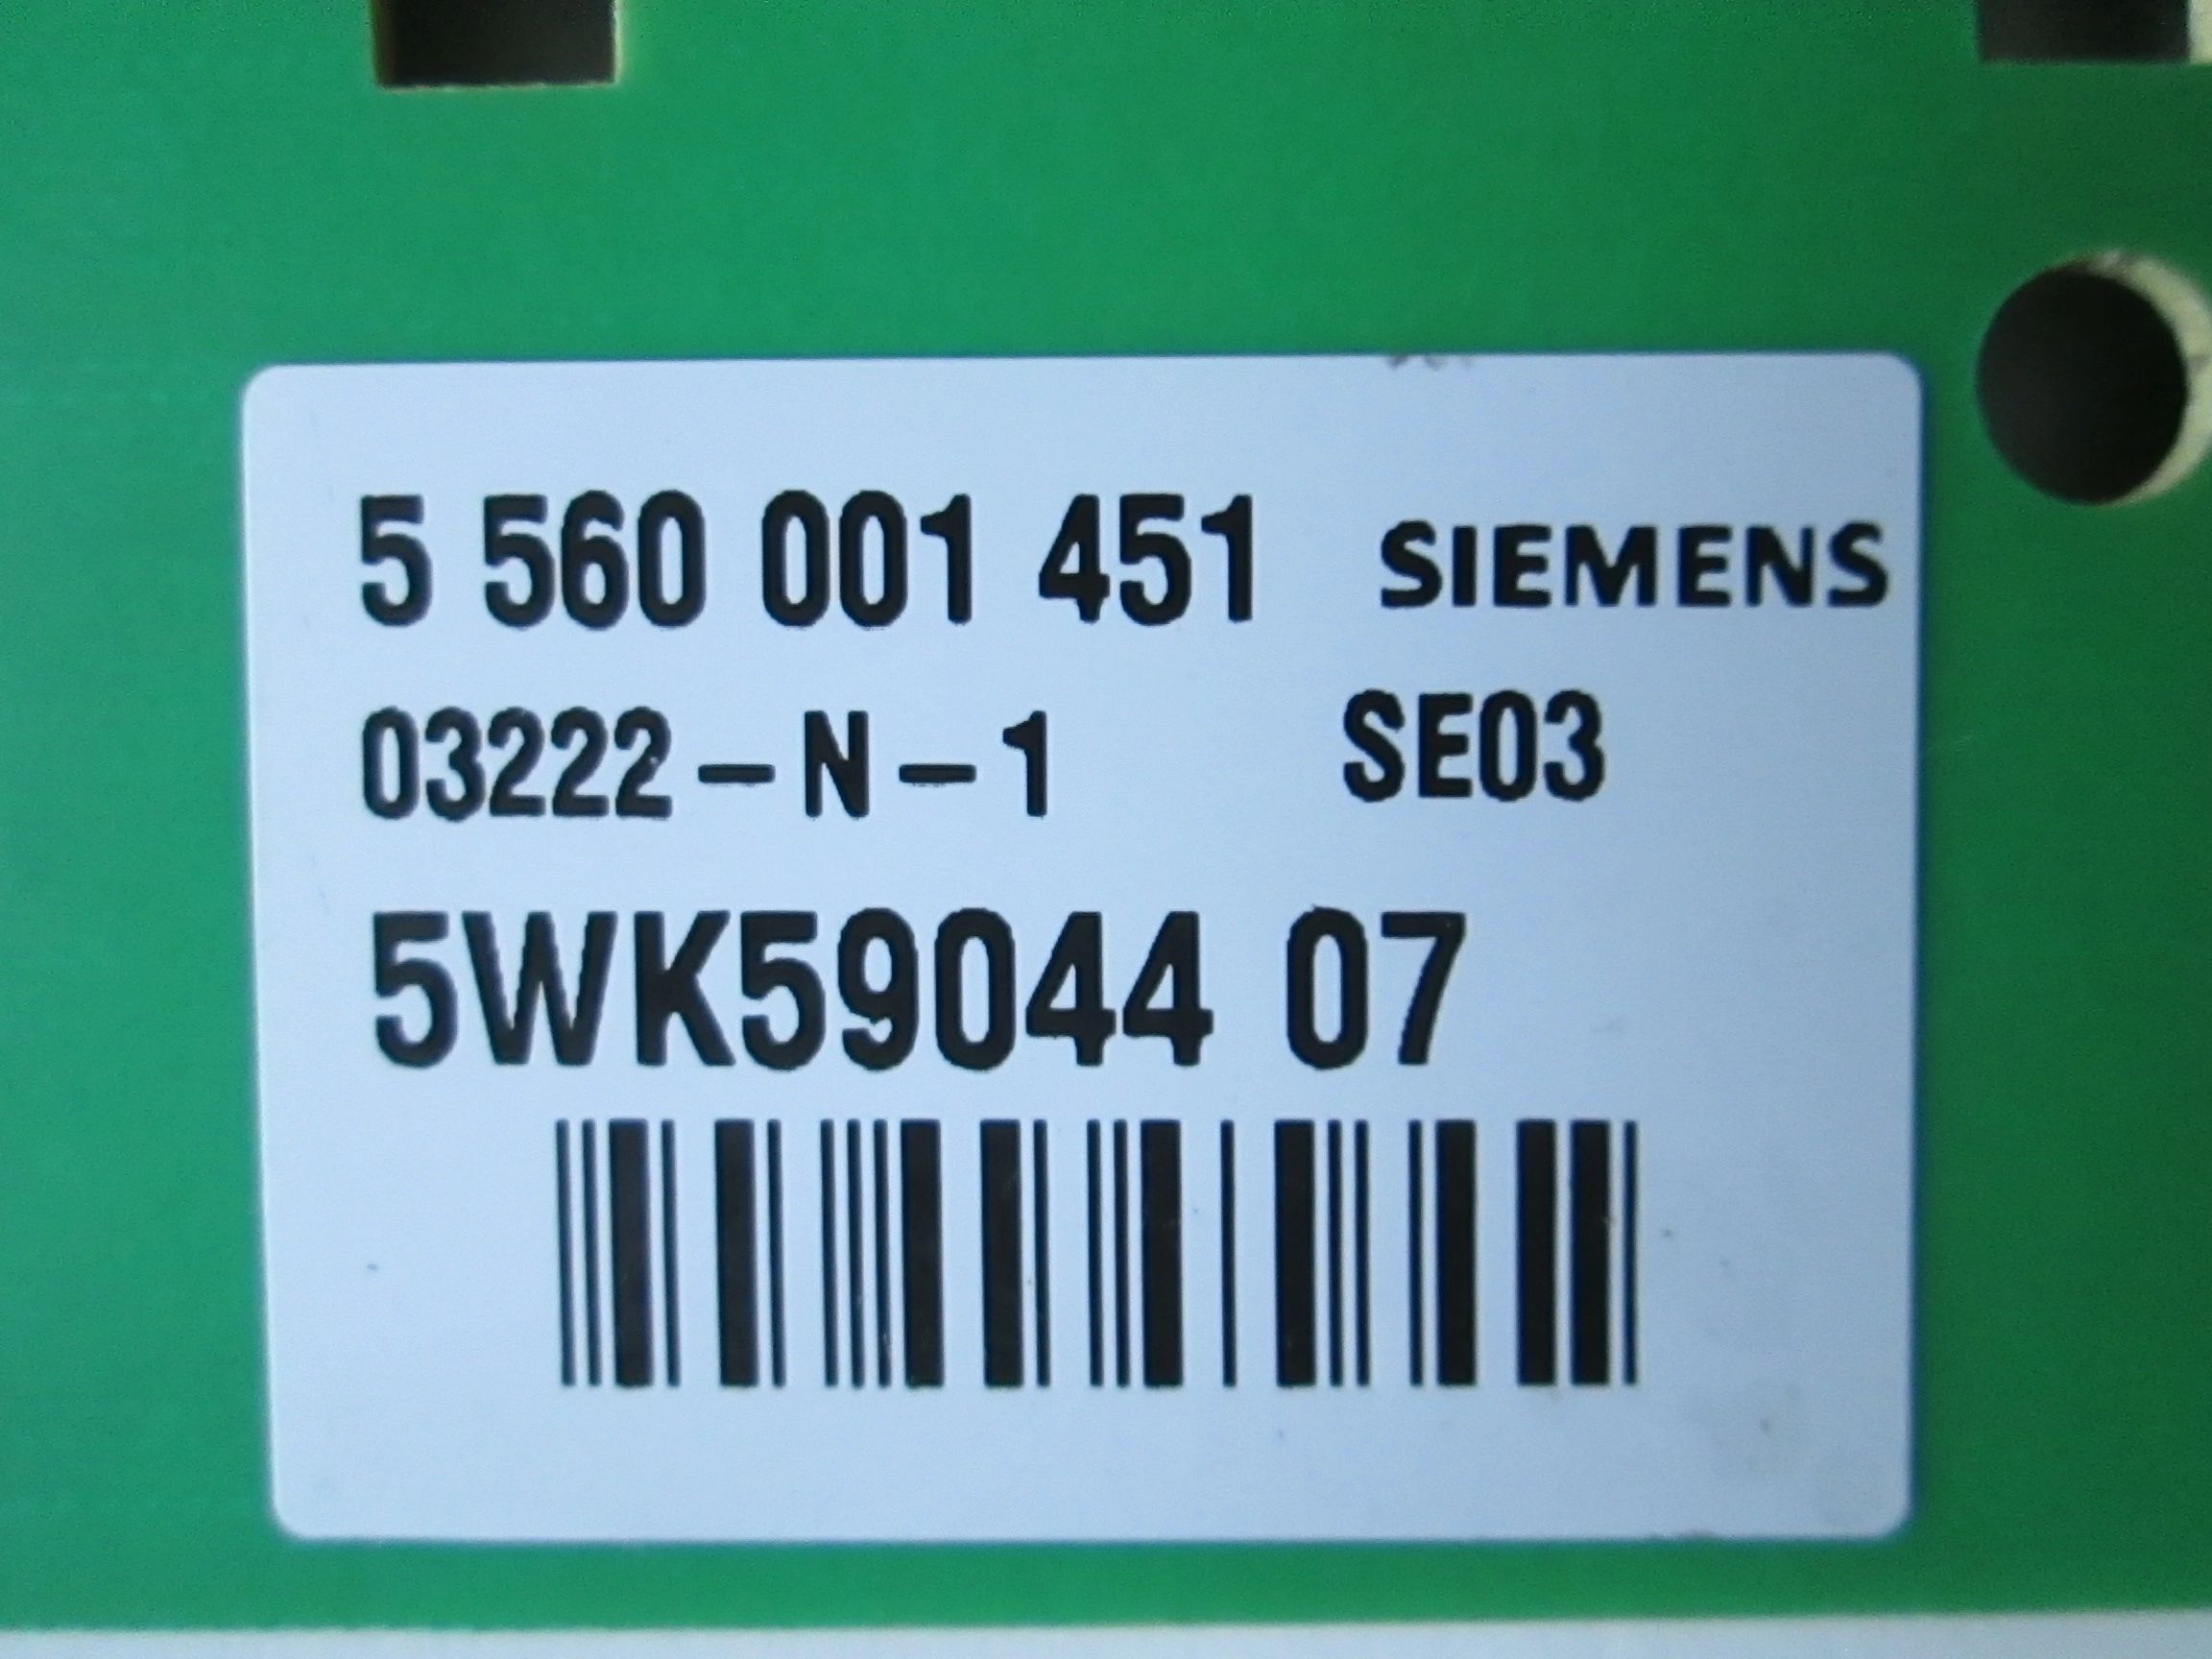 5 560 001 451 SIEMENS
03222-N-1 SE03
5WK59044 07